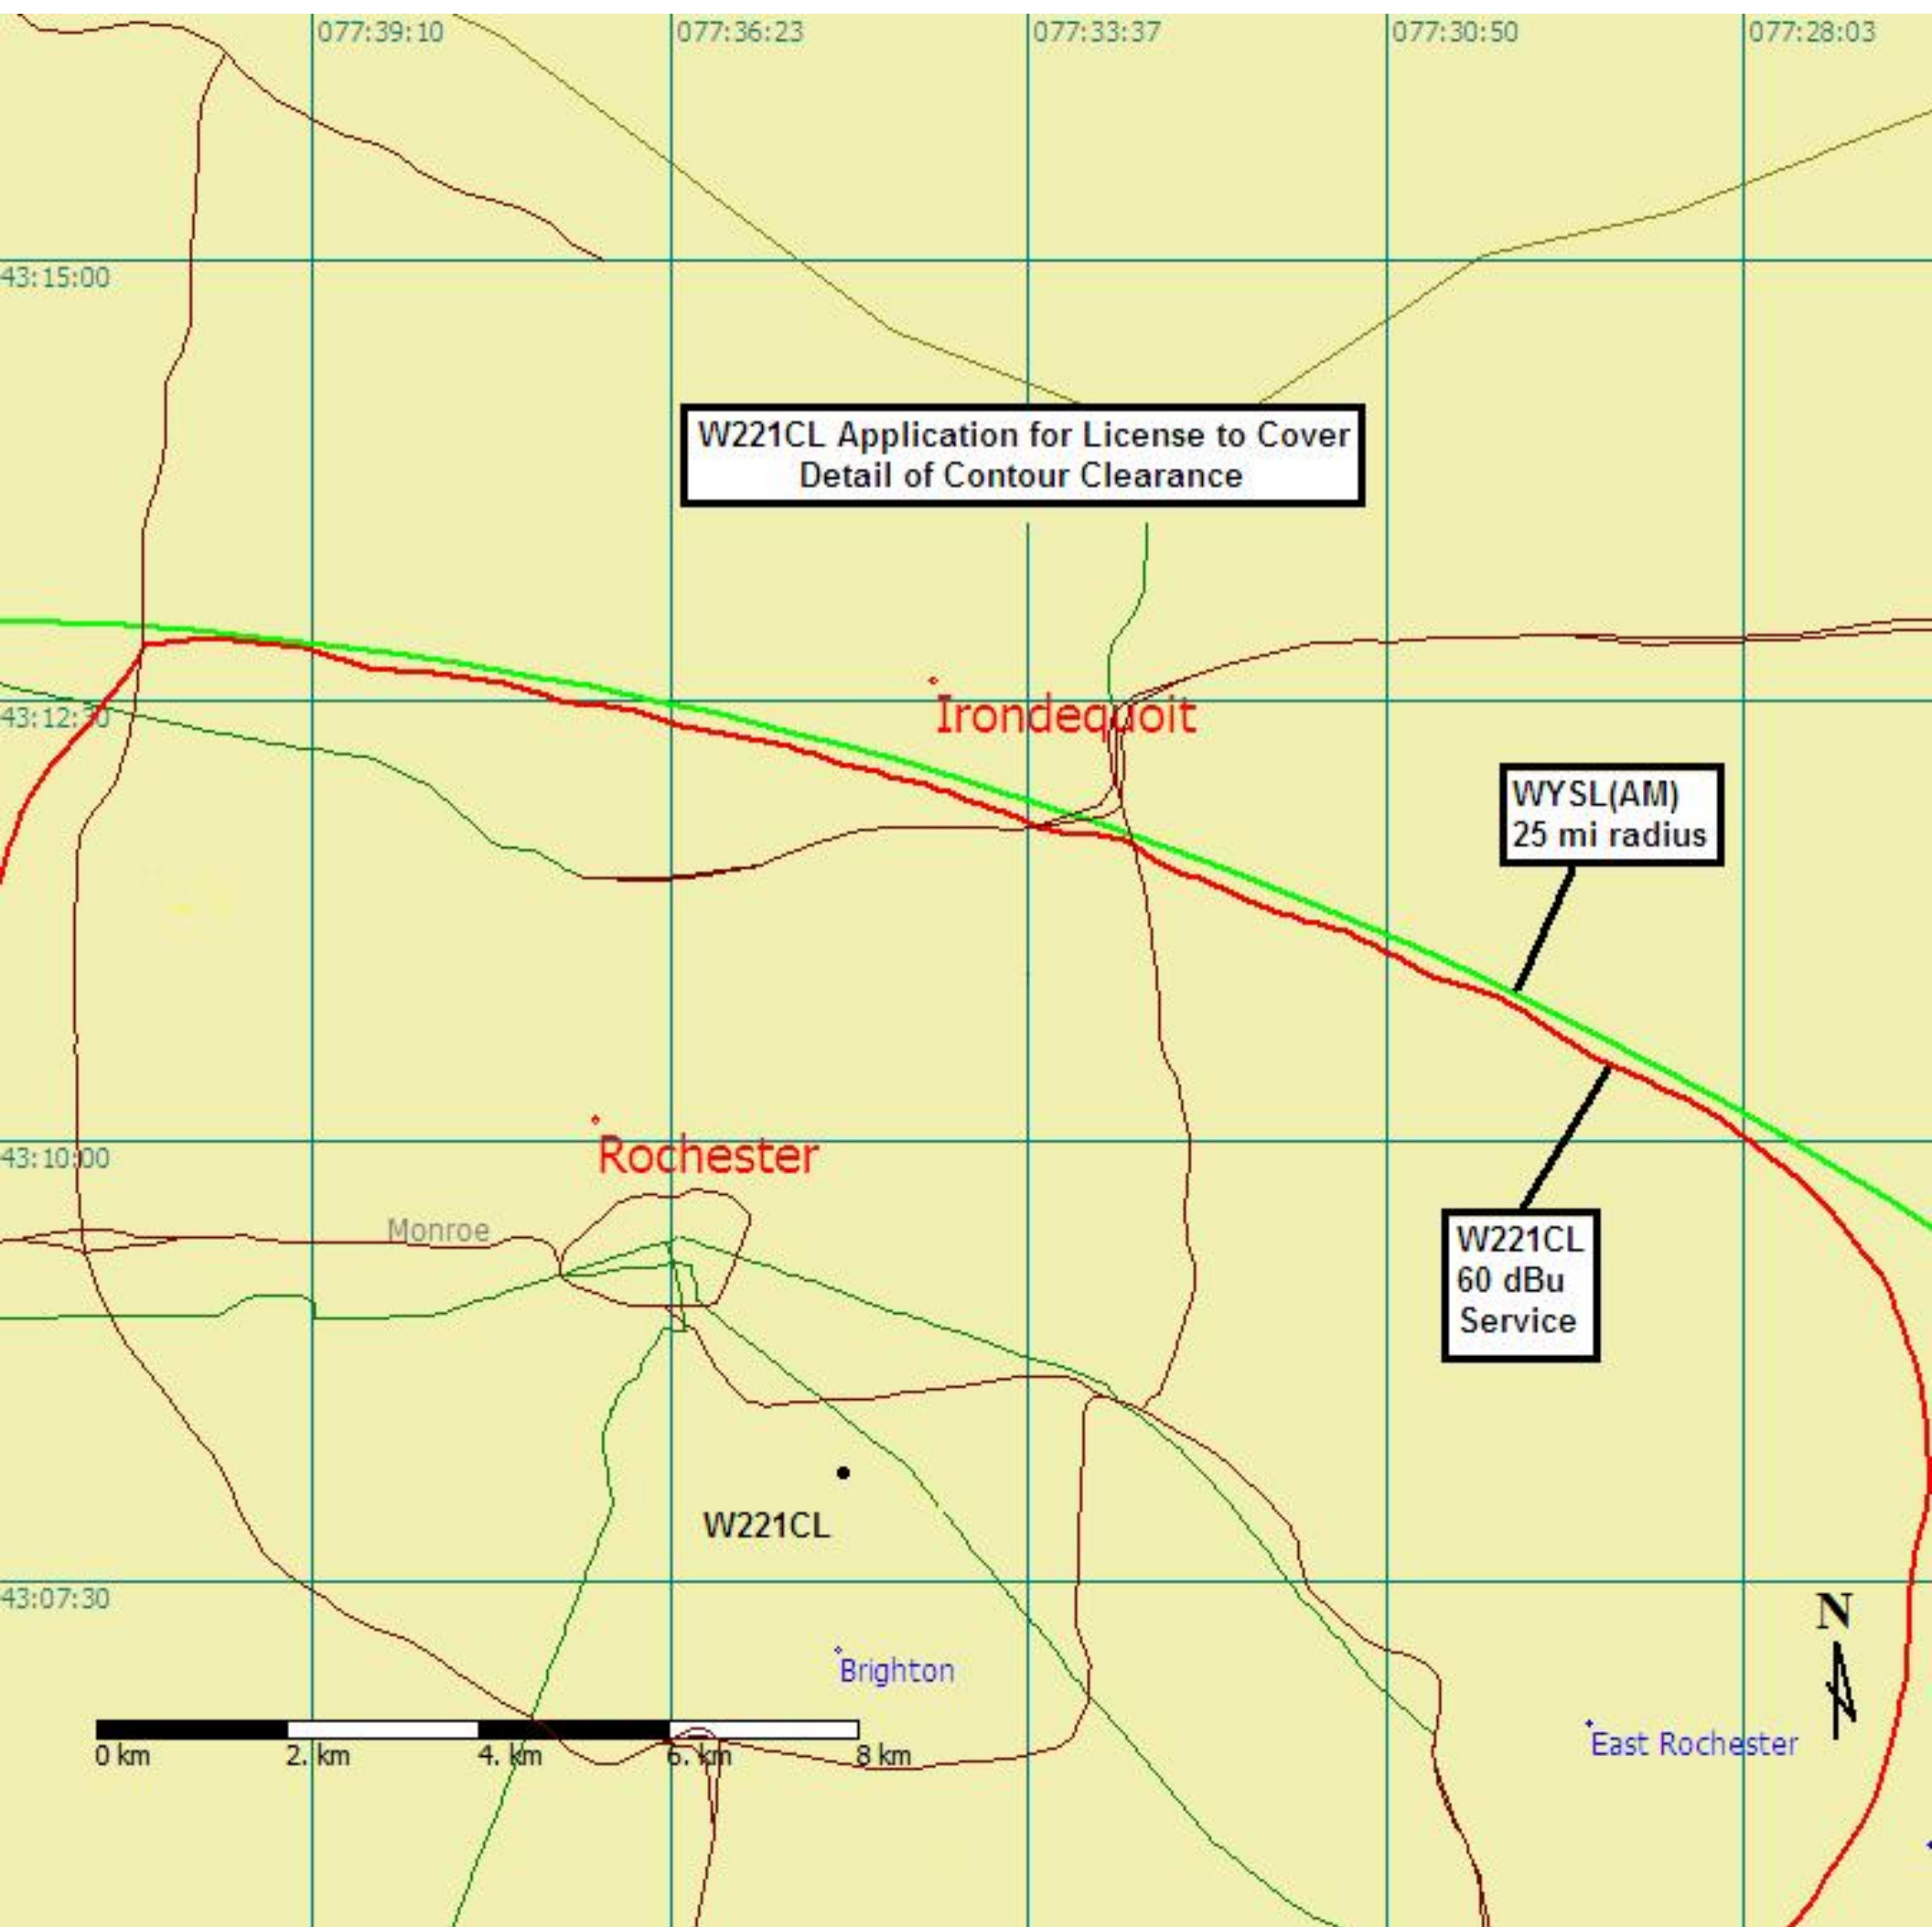 077:39:10
077:36:23
077:33:37
077:30:50
077:28:03
43:15:00
W221CL Application for License to Cover
Detail of Contour Clearance
43:12:30
Irondequoit
WYSL(AM)
25 mi radius
43:10:00
Rochester
Monroe
W221CL
60 dBu
Service
W221CL
43:07:30
N
Brighton
East Rochester
0 km
2. km
4. km
6. km
8 km